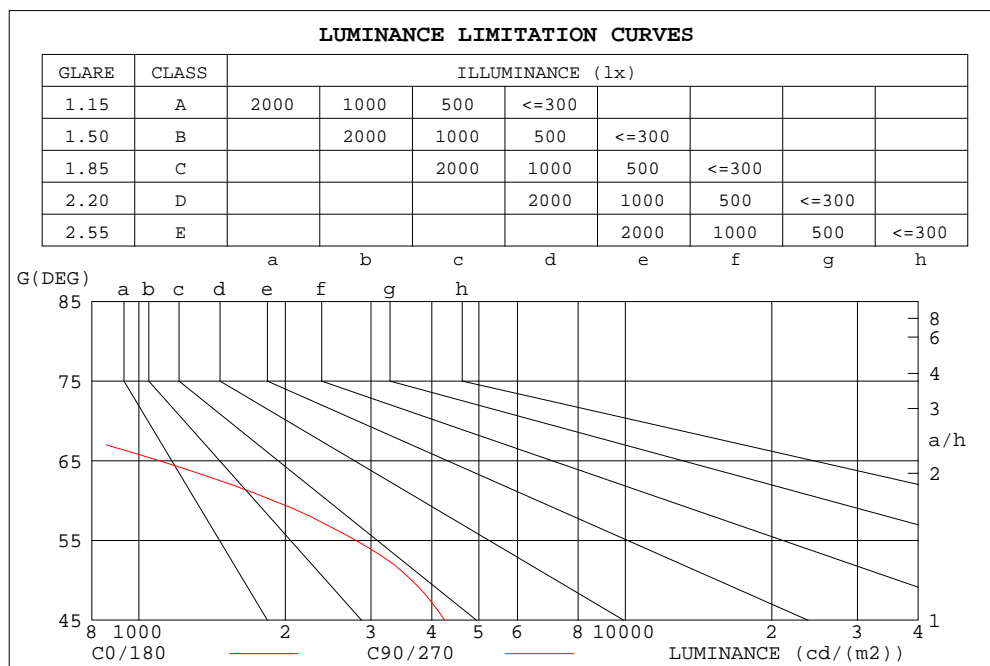 LUMINANCE LIMITATION CURVES
GLARE CLASS ILLUMINANCE (lx)
1.15 A 2000 1000 500 <=300
1.50 B 2000 1000 500 <=300
1.85 C 2000 1000 500 <=300
2.20 D 2000 1000 500 <=300
2.55 E 2000 1000 500 <=300
a b c d e f g h
G(DEG)
85 a b c d e f g h
8
6
75 4
3
a/h
65 2
55
45 1
8 1000 2 3 4 5 6 8 10000 2 3 4
C0/180 C90/270 LUMINANCE (cd/(m2))